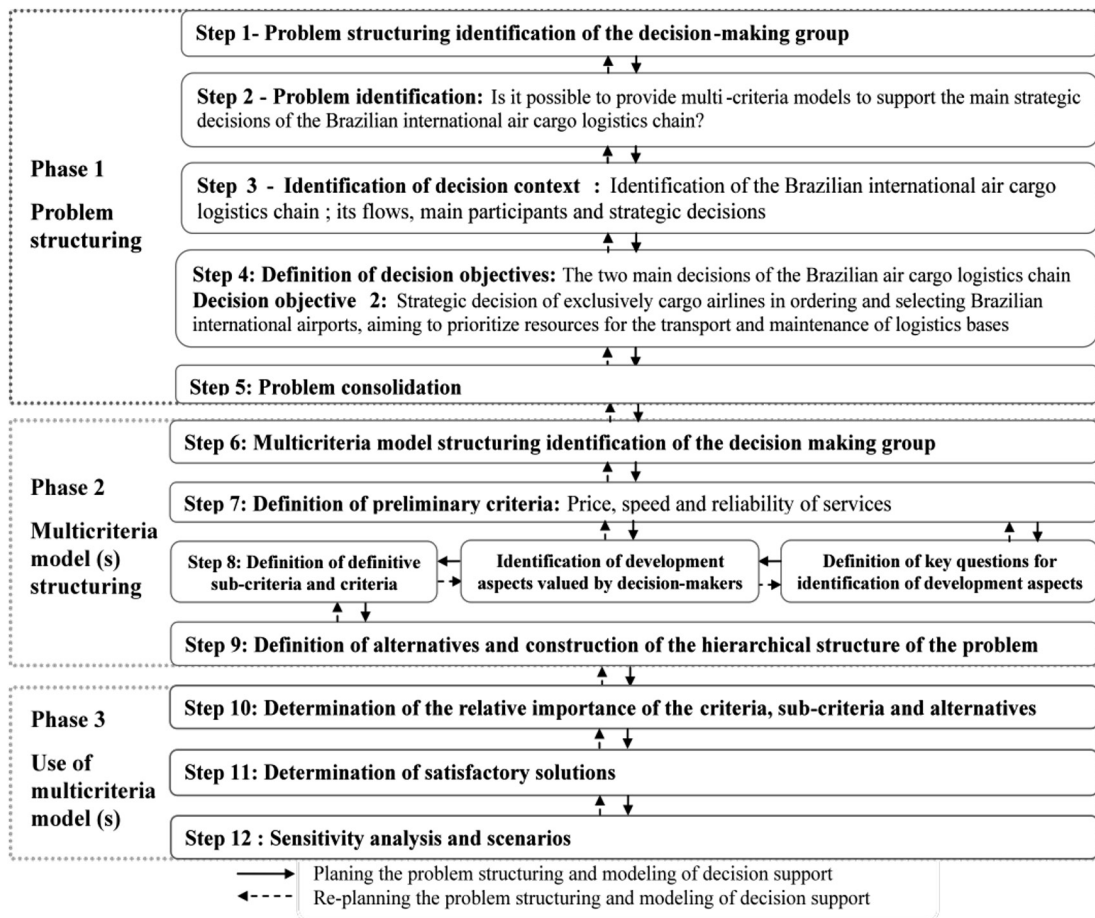 Step 1- Problem structuring identification of the decision-making group
Step 2 - Problem identification: Is it possible to provide multi-criteria models to support the main strategic
decisions of the Brazilian international air cargo logistics chain?
Phase 1
Problem
structuring
Step 3 - Identification of decision context : Identification of the Brazilian international air cargo
logistics chain ; its flows, main participants and strategic decisions
Step 4: Definition of decision objectives: The two main decisions of the Brazilian air cargo logistics chain
Decision objective 2: Strategic decision of exclusively cargo airlines in ordering and selecting Brazilian
international airports, aiming to prioritize resources for the transport and maintenance of logistics bases
Step 5: Problem consolidation
Phase 2
Multicriteria
model (s)
structuring
Step 6: Multicriteria model structuring identification of the decision making group
Step 7: Definition of preliminary criteria: Price, speed and reliability of services
Step 8: Definition of definitive
sub-criteria and criteria
Identification of development
aspects valued by decision-makers
Definition of key questions for
identification of development aspects
Step 9: Definition of alternatives and construction of the hierarchical structure of the problem
Phase 3
Use of
multicriteria
model (s)
Step 10: Determination of the relative importance of the criteria, sub-criteria and alternatives
Step 11: Determination of satisfactory solutions
Step 12 : Sensitivity analysis and scenarios
Planing the problem structuring and modeling of decision support
Re-planning the problem structuring and modeling of decision support